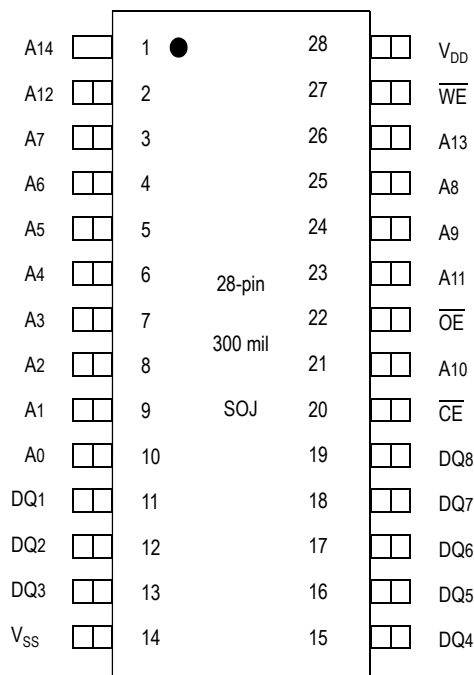 A14 1 28 VDD
A12 2 27 W̅E̅
A7 3 26 A13
A6 4 25 A8
A5 5 24 A9
A4 6 23 A11
28-pin
A3 7 22 O̅E̅
300 mil
A2 8 21 A10
A1 9 SOJ 20 C̅E̅
A0 10 19 DQ8
DQ1 11 18 DQ7
DQ2 12 17 DQ6
DQ3 13 16 DQ5
VSS 14 15 DQ4